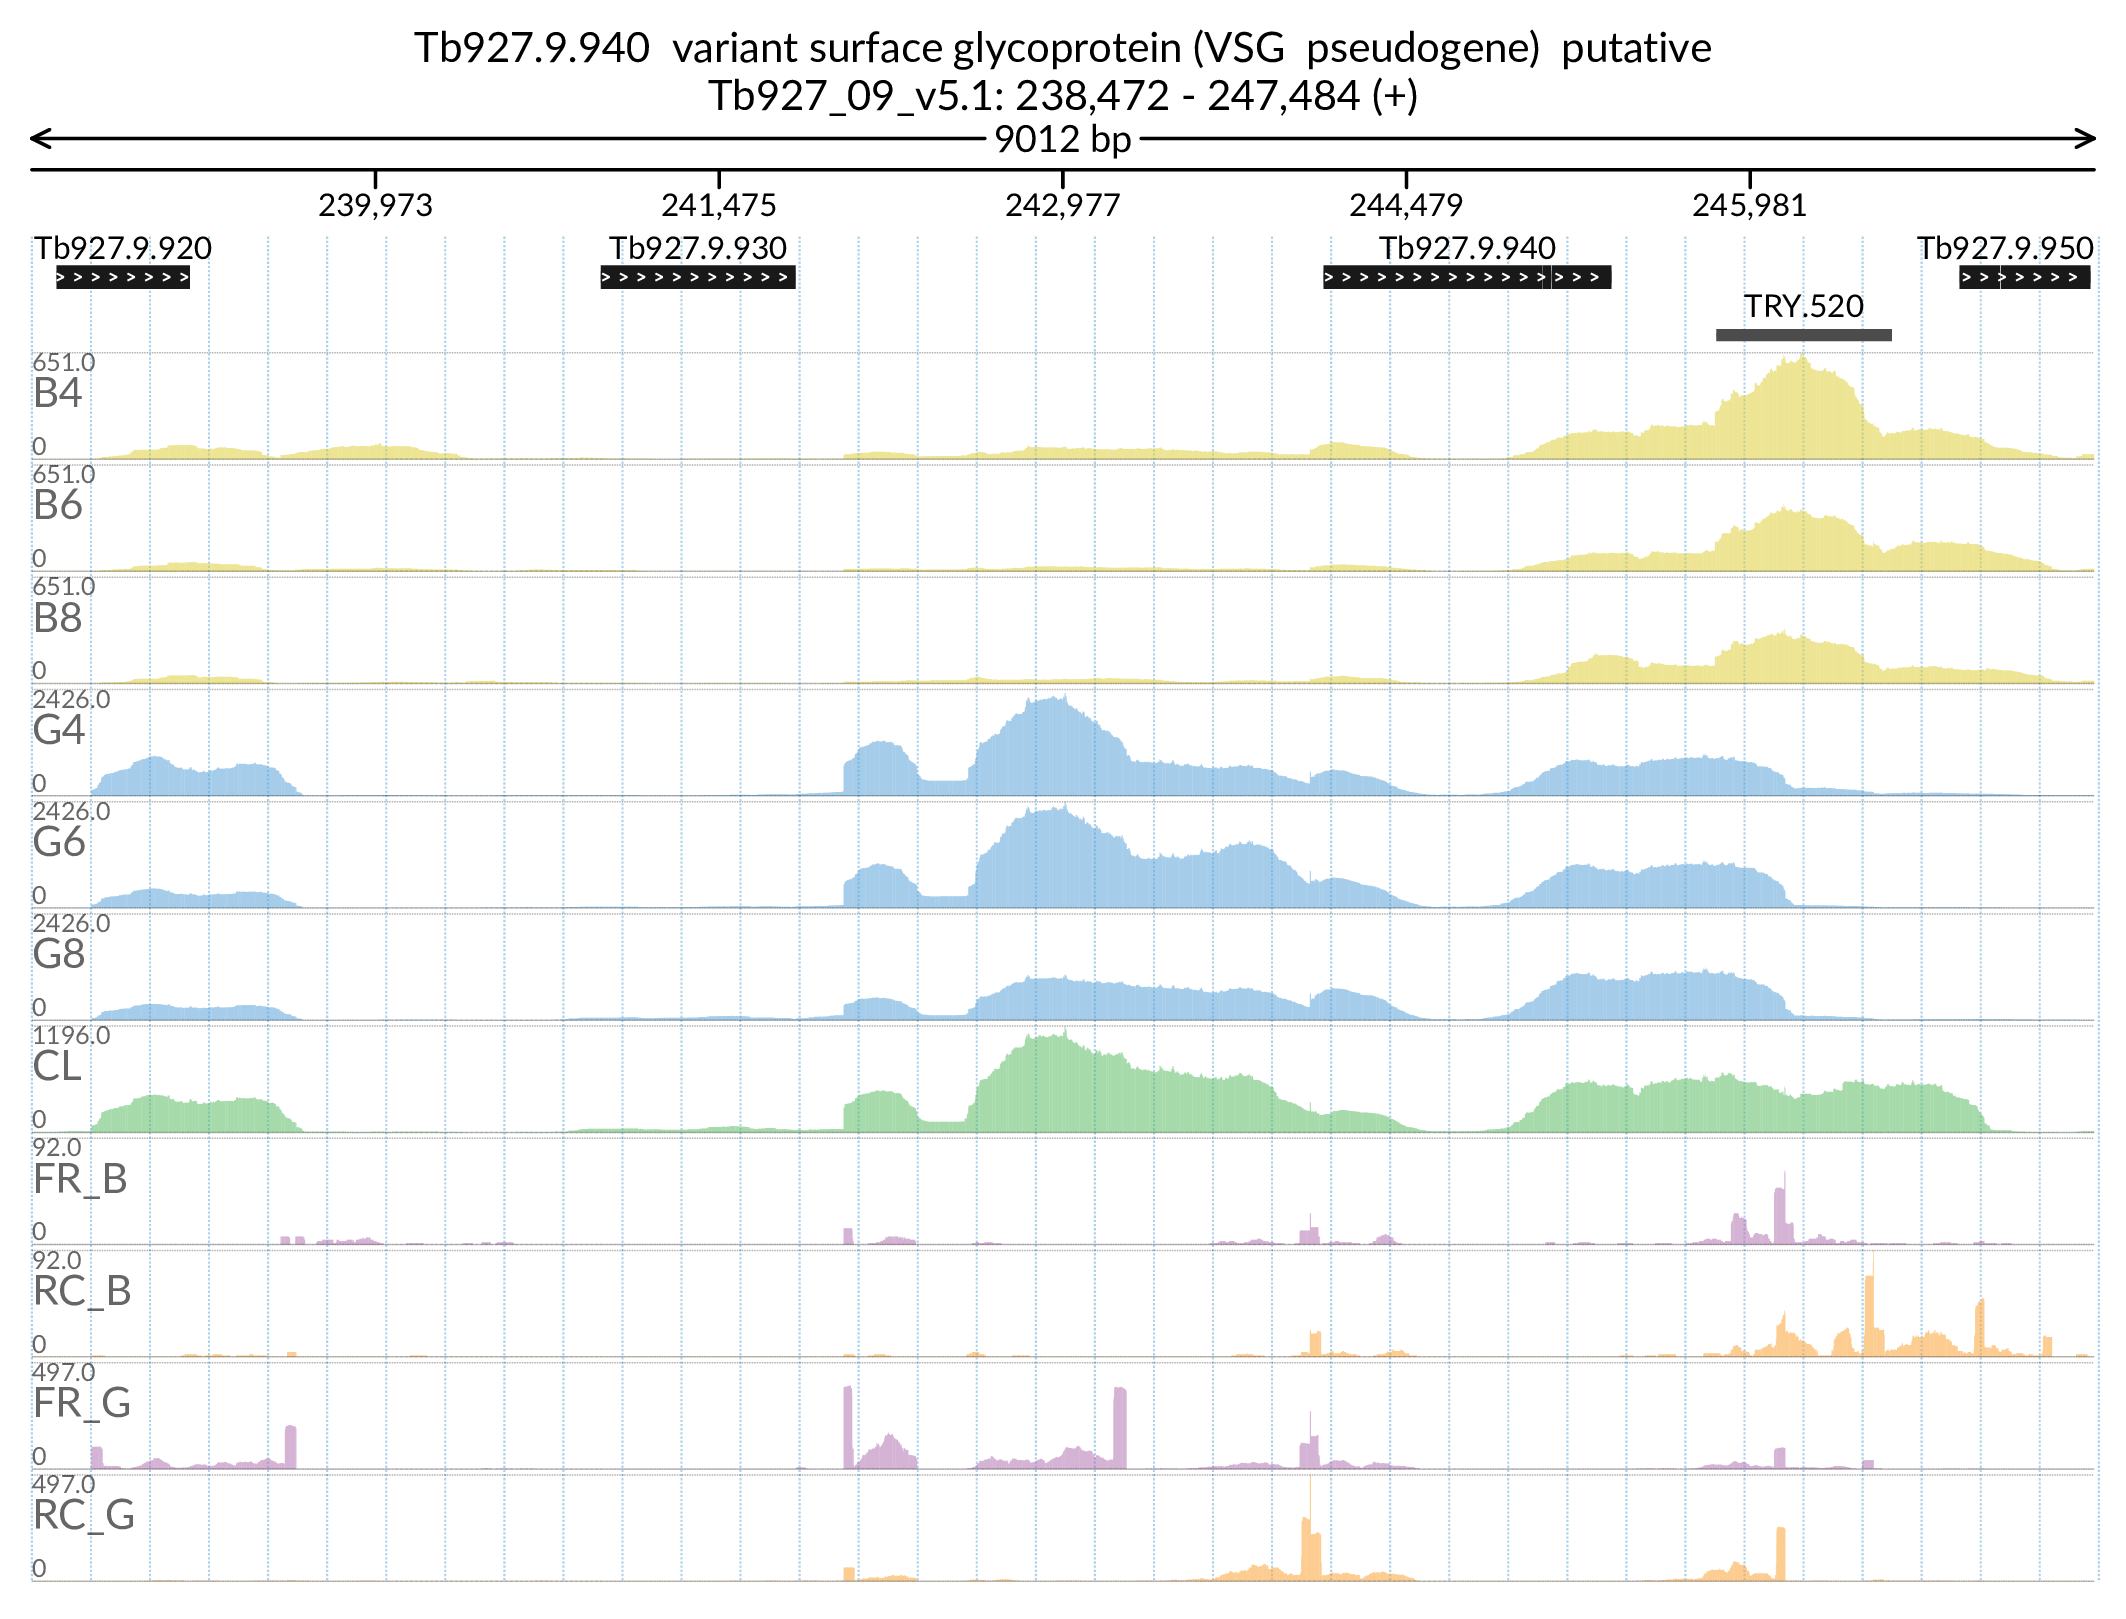 Tb927.9.940 variant surface glycoprotein (VSG pseudogene) putative
Tb927_09_v5.1: 238,472 - 247,484 (+)
9012 bp
239,973 241,475 242,977 244,479 245,981
Tb927.9.920 Tb927.9.930 Tb927.9.940 Tb927.9.950
TRY.520
651.0
B4
0
651.0
B6
0
651.0
B8
0
2426.0
G4
0
2426.0
G6
0
2426.0
G8
0
1196.0
CL
0
92.0
FR_B
0
92.0
RC_B
0
497.0
FR_G
0
497.0
RC_G
0